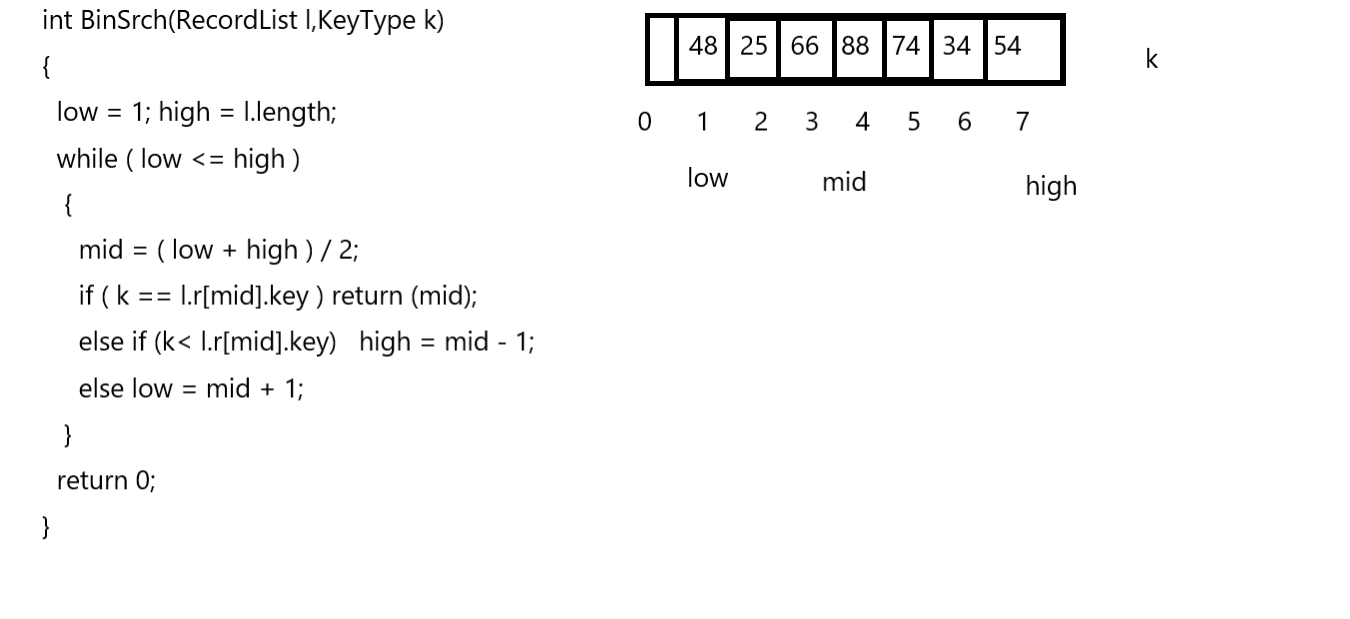 int BinSrch(RecordList l,KeyType k)
{
low = 1; high = l.length;
while ( low <= high )
{
mid = ( low + high ) / 2;
if ( k == l.r[mid].key ) return (mid);
else if (k< l.r[mid].key) high = mid - 1;
else low = mid + 1;
}
return 0;
}
48 25 66 88 74 34 54
k
0 1 2 3 4 5 6 7
low mid high